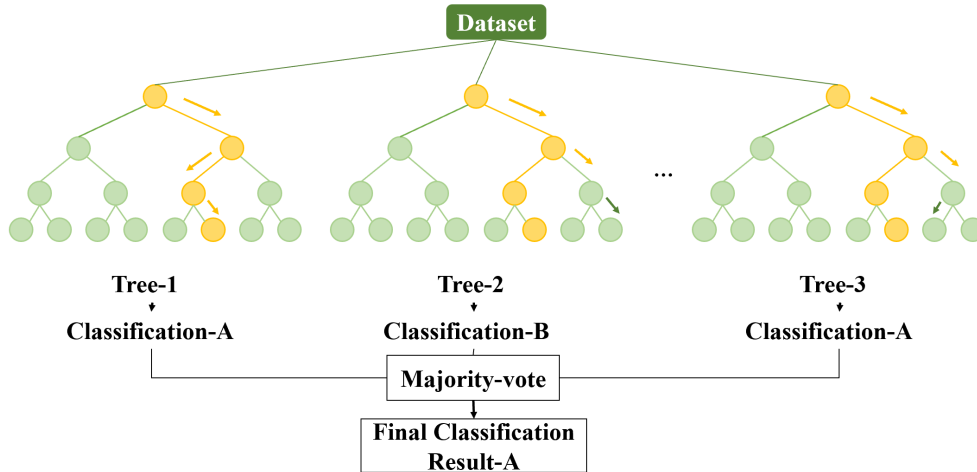 Dataset
...
Tree-1
Tree-2
Tree-3
Classification-A
Classification-B
Classification-A
Majority-vote
Final Classification
Result-A